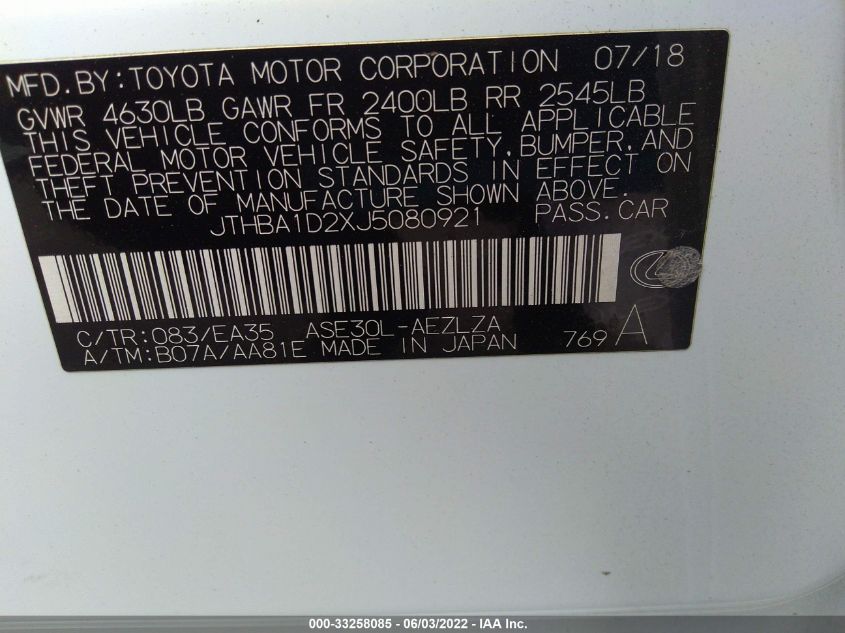 MFD.BY:TOYOTA MOTOR CORPORATION 07/18
GVWR 4630LB GAWR FR 2400LB RR 2545LB
THIS VEHICLE CONFORMS TO ALL APPLICABLE
FEDERAL MOTOR VEHICLE SAFETY,BUMPER,AND
THEFT PREVENTION STANDARDS IN EFFECT ON
THE DATE OF MANUFACTURE SHOWN ABOVE.
JTHBA1D2XJ5080921 PASS.CAR
C/TR:083/EA35 ASE30L-AEZLZA
A/TM:B07A/AA81E MADE IN JAPAN 769 A
000-33258085 - 06/03/2022 - IAA Inc.